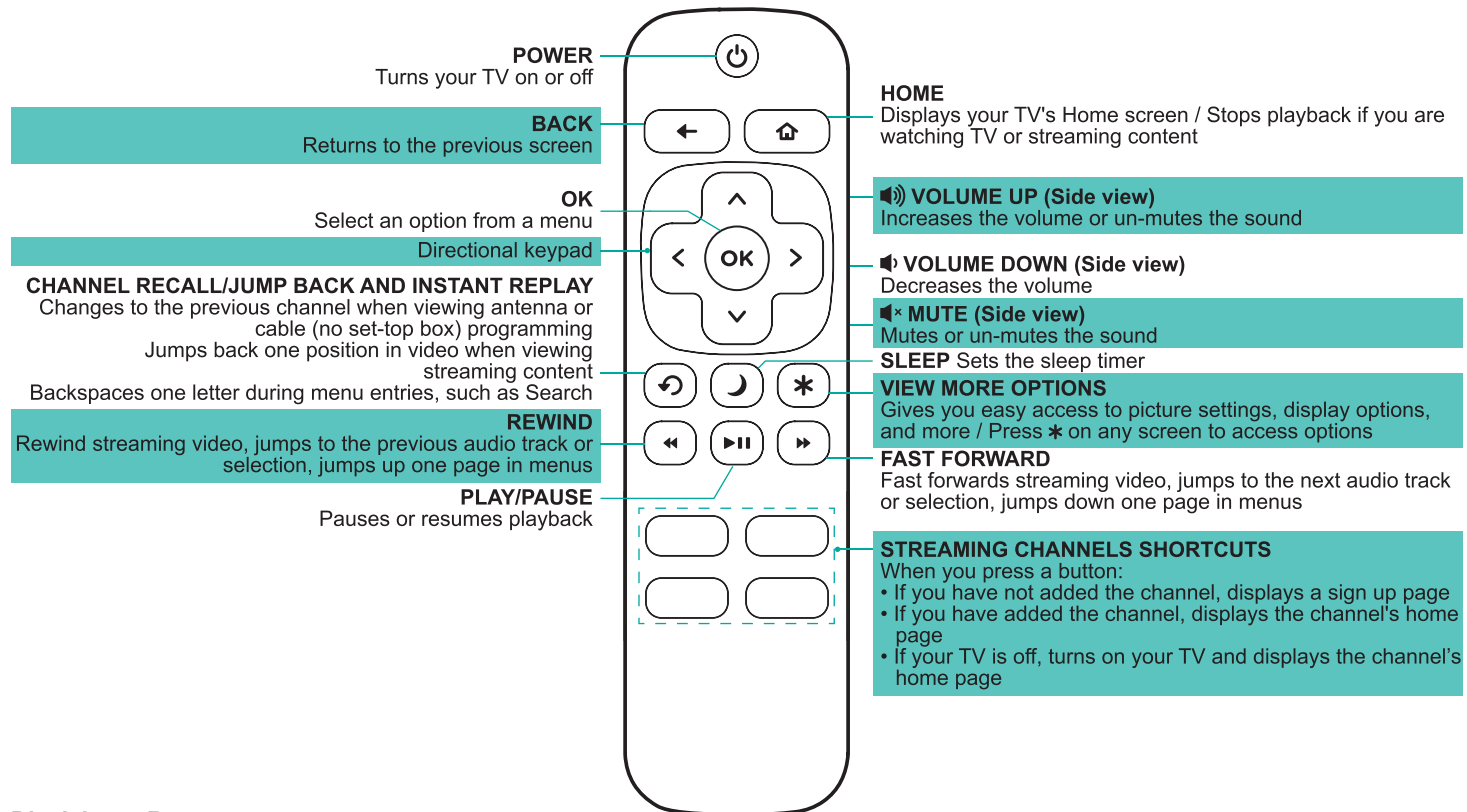 POWER
Turns your TV on or off
BACK
Returns to the previous screen
OK
Select an option from a menu
Directional keypad
CHANNEL RECALL/JUMP BACK AND INSTANT REPLAY
Changes to the previous channel when viewing antenna or
cable (no set-top box) programming
Jumps back one position in video when viewing
streaming content
Backspaces one letter during menu entries, such as Search
REWIND
Rewind streaming video, jumps to the previous audio track or
selection, jumps up one page in menus
PLAY/PAUSE
Pauses or resumes playback
OK
HOME
Displays your TV's Home screen / Stops playback if you are
watching TV or streaming content
VOLUME UP (Side view)
Increases the volume or un-mutes the sound
VOLUME DOWN (Side view)
Decreases the volume
MUTE (Side view)
Mutes or un-mutes the sound
SLEEP Sets the sleep timer
VIEW MORE OPTIONS
Gives you easy access to picture settings, display options,
and more / Press * on any screen to access options
FAST FORWARD
Fast forwards streaming video, jumps to the next audio track
or selection, jumps down one page in menus
STREAMING CHANNELS SHORTCUTS
When you press a button:
• If you have not added the channel, displays a sign up page
• If you have added the channel, displays the channel's home
page
• If your TV is off, turns on your TV and displays the channel’s
home page